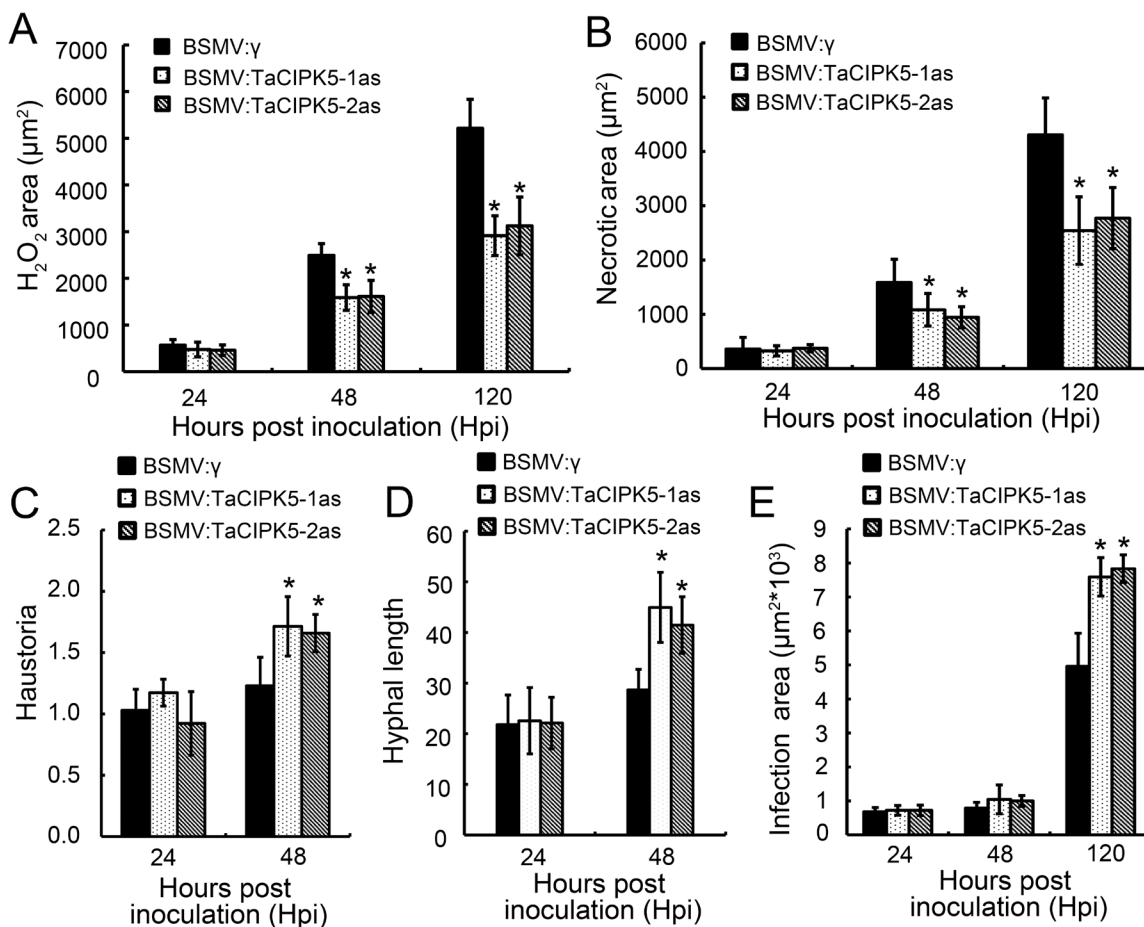 A
BSMV:γ
BSMV:TaCIPK5-1as
BSMV:TaCIPK5-2as
H₂O₂ area (µm²)
7000
6000
5000
4000
3000
2000
1000
0
* * * *
24 48 120
Hours post inoculation (Hpi)
B
BSMV:γ
BSMV:TaCIPK5-1as
BSMV:TaCIPK5-2as
Necrotic area (µm²)
6000
5000
4000
3000
2000
1000
0
* * * *
24 48 120
Hours post inoculation (Hpi)
C
BSMV:γ
BSMV:TaCIPK5-1as
BSMV:TaCIPK5-2as
Haustoria
2.5
2.0
1.5
1.0
0.5
0.0
* *
24 48
Hours post
inoculation (Hpi)
D
BSMV:γ
BSMV:TaCIPK5-1as
BSMV:TaCIPK5-2as
Hyphal length
60
50
40
30
20
10
0
* *
24 48
Hours post
inoculation (Hpi)
E
BSMV:γ
BSMV:TaCIPK5-1as
BSMV:TaCIPK5-2as
Infection area (µm²*10³)
9
8
7
6
5
4
3
2
1
0
* *
24 48 120
Hours post
inoculation (Hpi)